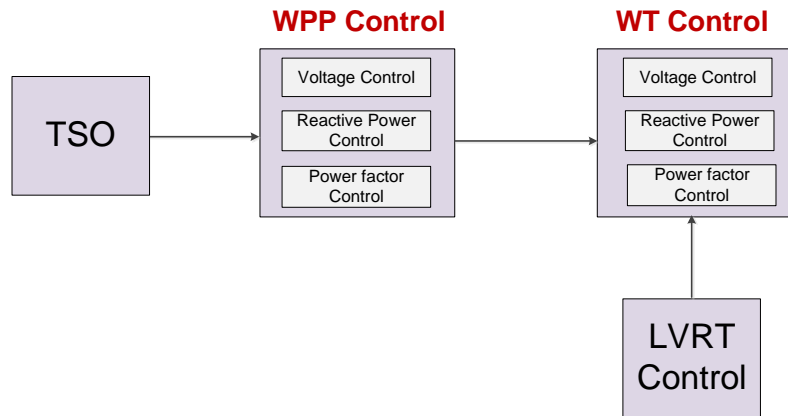 WPP Control
WT Control
TSO
Voltage Control
Reactive Power
Control
Power factor
Control
Voltage Control
Reactive Power
Control
Power factor
Control
LVRT
Control